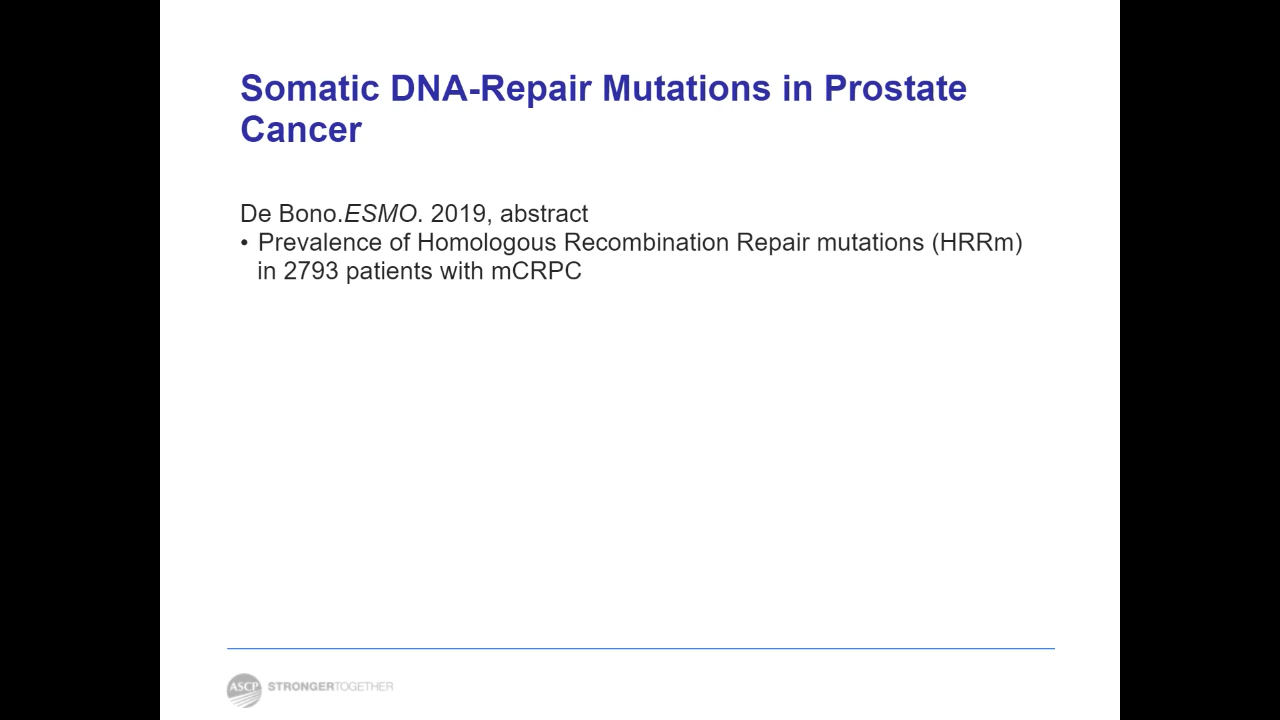 Somatic DNA-Repair Mutations in Prostate
Cancer
De Bono.ESMO. 2019, abstract
• Prevalence of Homologous Recombination Repair mutations (HRRm)
in 2793 patients with mCRPC
ASCP STRONGERTOGETHER